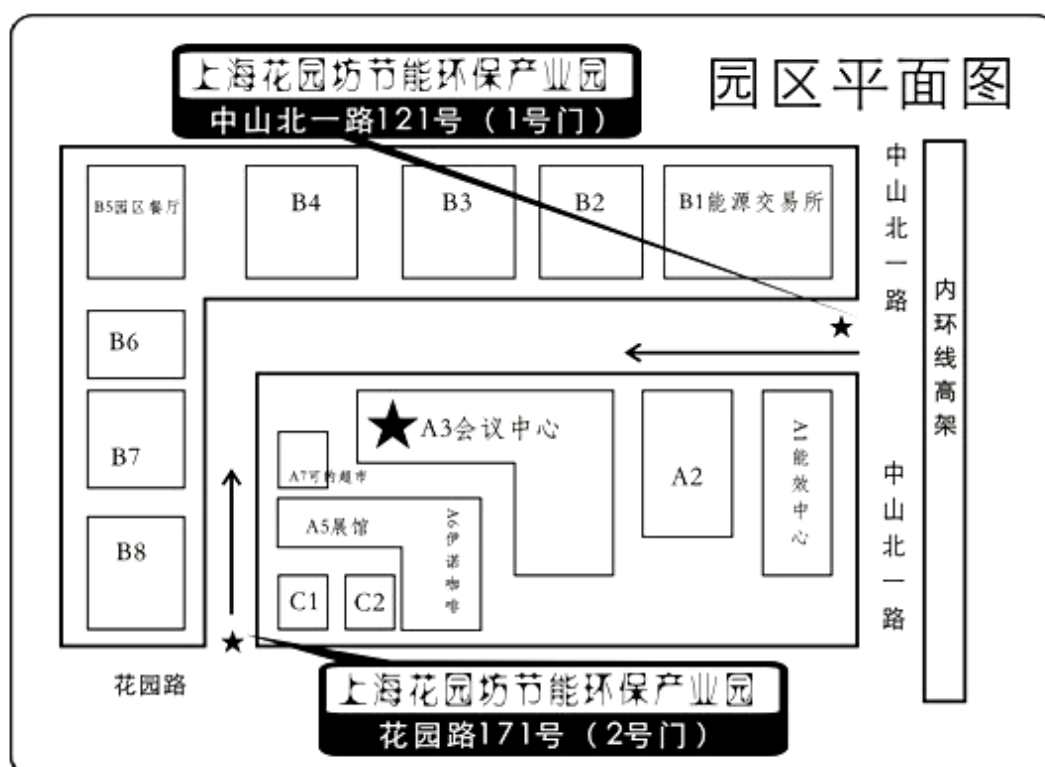 上海花园坊节能环保产业园
中山北一路121号（1号门）
园区平面图
B5园区餐厅
B4
B3
B2
B1能源交易所
中山北一路
内环线高架
B6
B7
B8
A3会议中心
A2
A1能效中心
A7可的超市
A5展馆
A6伊诺咖啡
C1
C2
中山北一路
花园路
上海花园坊节能环保产业园
花园路171号（2号门）